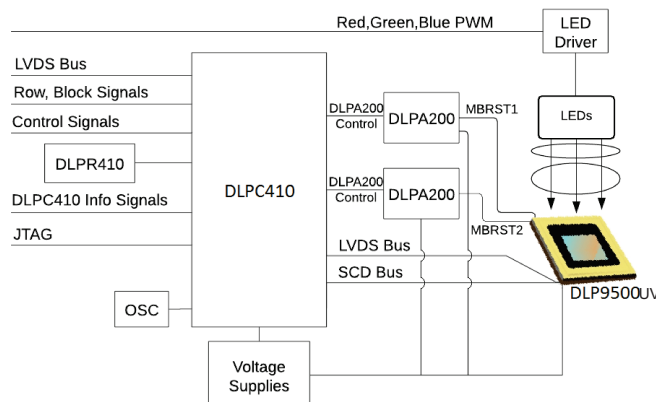 Red,Green,Blue PWM
LED
Driver
LVDS Bus
Row, Block Signals
Control Signals
DLPR410
DLPC410 Info Signals
JTAG
OSC
DLPC410
DLPA200
Control
DLPA200
MBRST1
LEDs
DLPA200
Control
DLPA200
MBRST2
LVDS Bus
SCD Bus
DLP9500UV
Voltage
Supplies